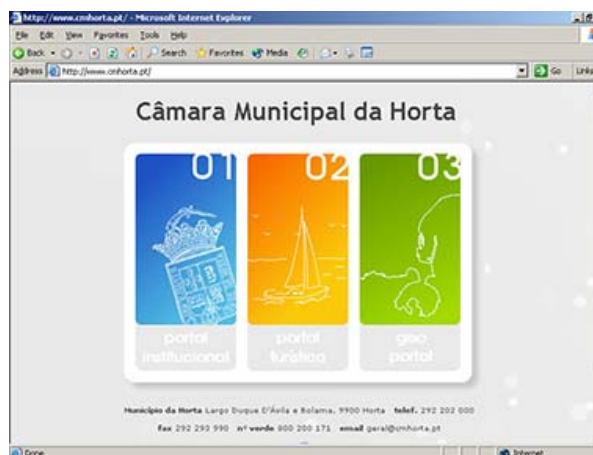 http://www.cmhorta.pt/ - Microsoft Internet Explorer
File Edit View Favorites Tools Help
Back Search Favorites Media
Address http://www.cmhorta.pt/ Go Links
Câmara Municipal da Horta
01 02 03
portal portal geo
institucional turístico portal
Município da Horta Largo Duque D'Ávila e Bolama, 9900 Horta telef. 292 202 000
fax 292 293 990 nº verde 800 200 171 email geral@cmhorta.pt
Done Internet